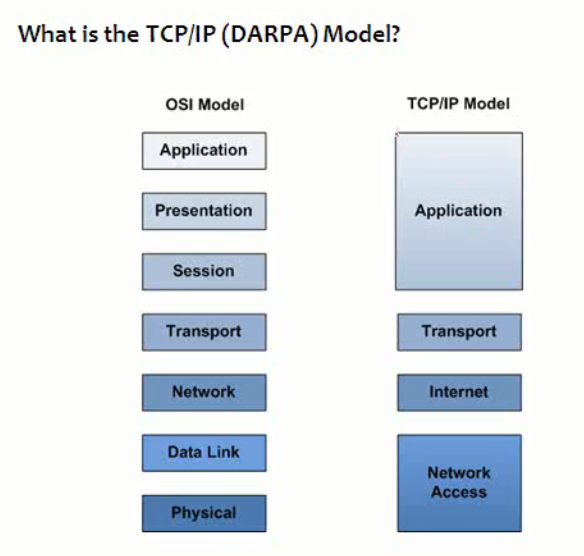 What is the TCP/IP (DARPA) Model?
OSI Model
Application
Presentation
Session
Transport
Network
Data Link
Physical
TCP/IP Model
Application
Transport
Internet
Network
Access